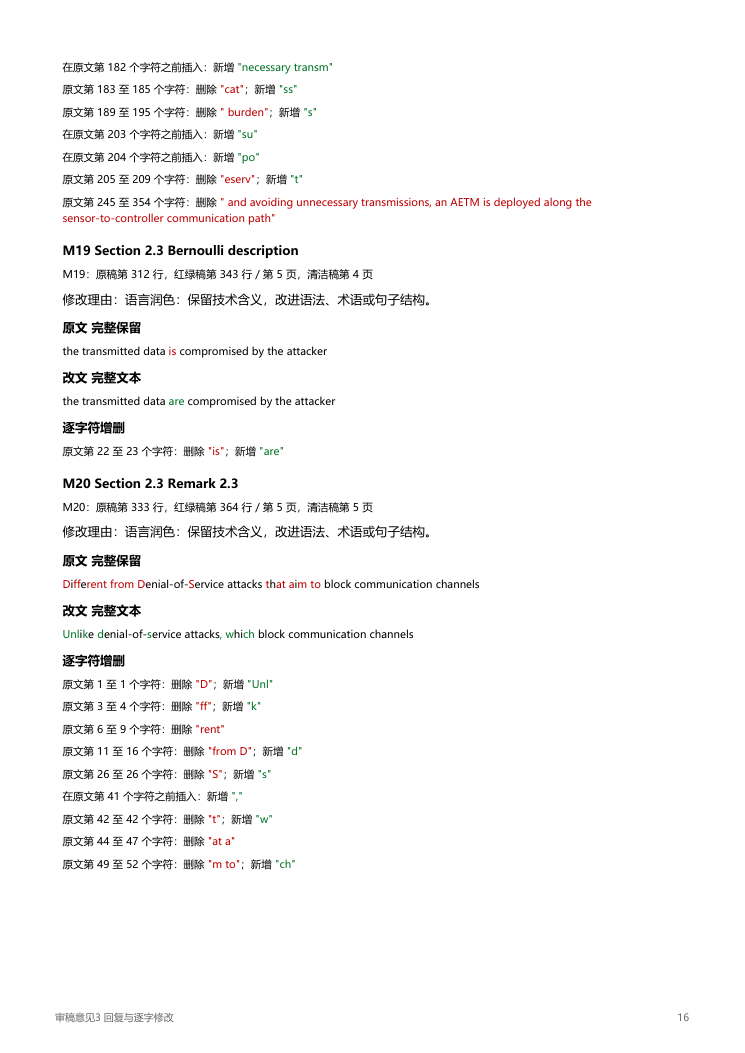 在原文第 182 个字符之前插入：新增 "necessary transm"
原文第 183 至 185 个字符：删除 "cat"；新增 "ss"
原文第 189 至 195 个字符：删除 " burden"；新增 "s"
在原文第 203 个字符之前插入：新增 "su"
在原文第 204 个字符之前插入：新增 "po"
原文第 205 至 209 个字符：删除 "eserv"；新增 "t"
原文第 245 至 354 个字符：删除 " and avoiding unnecessary transmissions, an AETM is deployed along the
sensor-to-controller communication path"
M19 Section 2.3 Bernoulli description
M19：原稿第 312 行，红绿稿第 343 行 / 第 5 页，清洁稿第 4 页
修改理由：语言润色：保留技术含义，改进语法、术语或句子结构。
原文 完整保留
the transmitted data is compromised by the attacker
改文 完整文本
the transmitted data are compromised by the attacker
逐字符增删
原文第 22 至 23 个字符：删除 "is"；新增 "are"
M20 Section 2.3 Remark 2.3
M20：原稿第 333 行，红绿稿第 364 行 / 第 5 页，清洁稿第 5 页
修改理由：语言润色：保留技术含义，改进语法、术语或句子结构。
原文 完整保留
Different from Denial-of-Service attacks that aim to block communication channels
改文 完整文本
Unlike denial-of-service attacks, which block communication channels
逐字符增删
原文第 1 至 1 个字符：删除 "D"；新增 "Unl"
原文第 3 至 4 个字符：删除 "ff"；新增 "k"
原文第 6 至 9 个字符：删除 "rent"
原文第 11 至 16 个字符：删除 "from D"；新增 "d"
原文第 26 至 26 个字符：删除 "S"；新增 "s"
在原文第 41 个字符之前插入：新增 ","
原文第 42 至 42 个字符：删除 "t"；新增 "w"
原文第 44 至 47 个字符：删除 "at a"
原文第 49 至 52 个字符：删除 "m to"；新增 "ch"
审稿意见3 回复与逐字修改
16